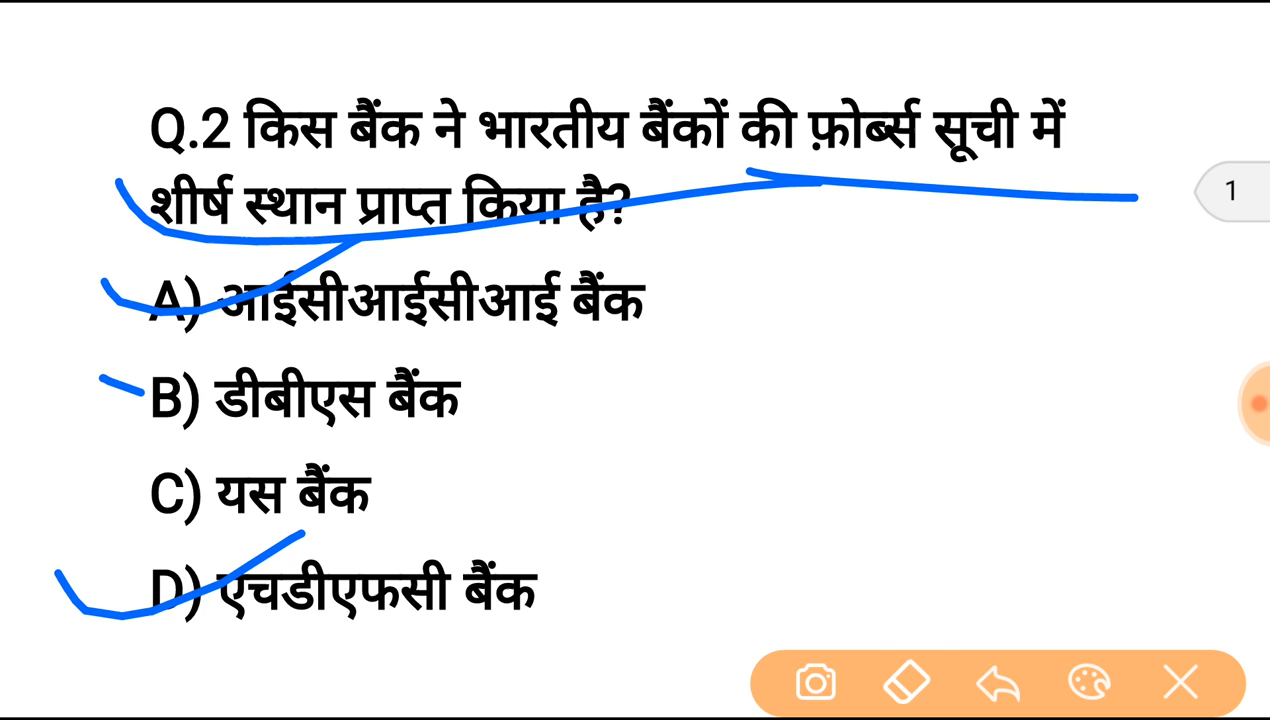 Q.2 किस बैंक ने भारतीय बैंकों की फ़ोर्ब्स सूची में
शीर्ष स्थान प्राप्त किया है?
1
A) आईसीआईसीआई बैंक
B) डीबीएस बैंक
C) यस बैंक
D) एचडीएफसी बैंक